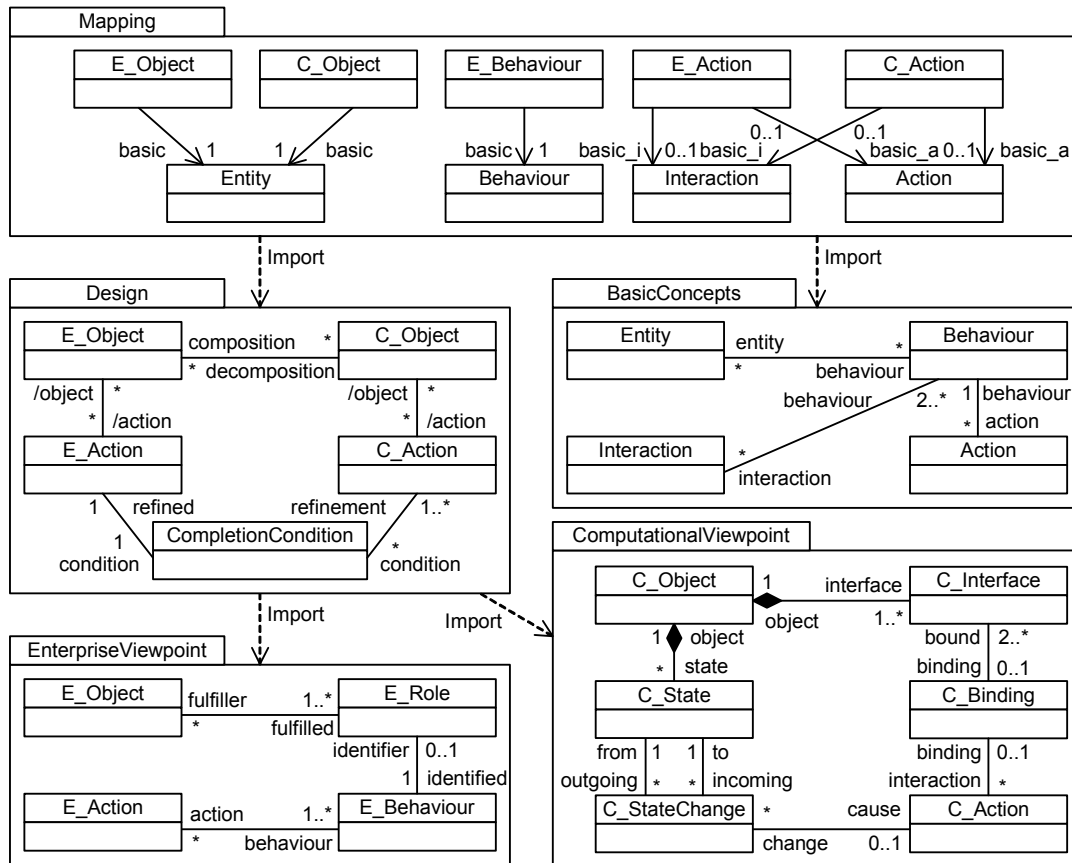 Mapping
E_Object C_Object E_Behaviour E_Action C_Action
0..1 0..1
basic 1 1 basic basic 1 basic_i 0..1 basic_i basic_a 0..1 basic_a
Entity Behaviour Interaction Action
Import Import
Design
E_Object C_Object
composition *
* decomposition
/object * /object *
* /action * /action
E_Action C_Action
1 refined refinement 1..*
CompletionCondition
1 *
condition condition
BasicConcepts
Entity Behaviour
entity *
* behaviour
behaviour 2..* 1 behaviour
* action
Interaction Action
*
interaction
Import Import
EnterpriseViewpoint
E_Object E_Role
fulfiller 1..*
* fulfilled
identifier 0..1
1 identified
E_Action E_Behaviour
action 1..*
* behaviour
ComputationalViewpoint
C_Object C_Interface
1 interface
object 1..*
1 object bound 2..*
* state binding 0..1
C_State C_Binding
from 1 1 to binding 0..1
outgoing * * incoming interaction *
C_StateChange C_Action
* cause
change 0..1